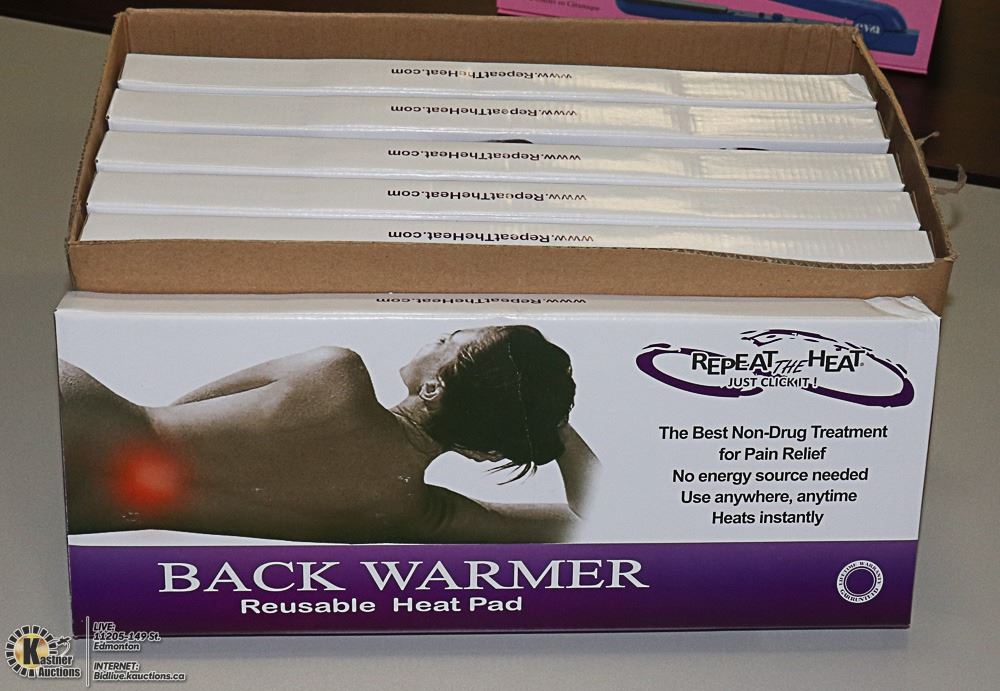 www.RepeatTheHeat.com
www.RepeatTheHeat.com
www.RepeatTheHeat.com
www.RepeatTheHeat.com
www.RepeatTheHeat.com
www.RepeatTheHeat.com
REPEAT THE HEAT
JUST CLICK IT!
The Best Non-Drug Treatment
for Pain Relief
No energy source needed
Use anywhere, anytime
Heats instantly
BACK WARMER
Reusable Heat Pad
LIFETIME WARRANTY
Kastner
Auctions
LIVE:
11205-149 St.
Edmonton
INTERNET:
Bidlive.kauctions.ca